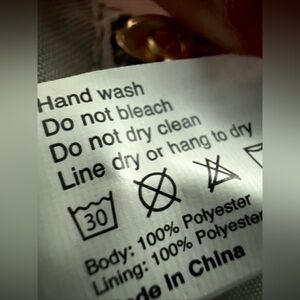 Hand wash
Do not bleach
Do not dry clean
Line dry or hang to dry
30
Body: 100% Polyester
Lining: 100% Polyester
in China